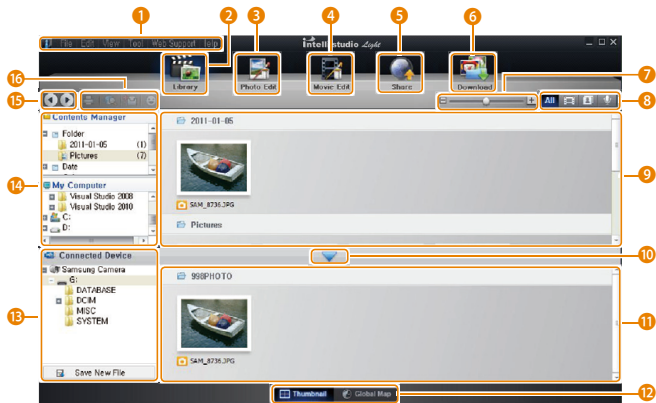 1 2 3 4 5 6
File Edit View Tool Web Support Help
Intelli-studio Light
Library Photo Edit Movie Edit Share Download
16 7
15 8
All
Contents Manager
Folder
2011-01-05 (1)
Pictures (7)
Date
14
My Computer
Visual Studio 2008
Visual Studio 2010
C:
D:
2011-01-05
SAM_8736.JPG
Pictures
9
10
Connected Device
Samsung Camera
G:
DATABASE
DCIM
MISC
SYSTEM
13
Save New File
998PHOTO
SAM_8736.JPG
11
Thumbnail Global Map
12